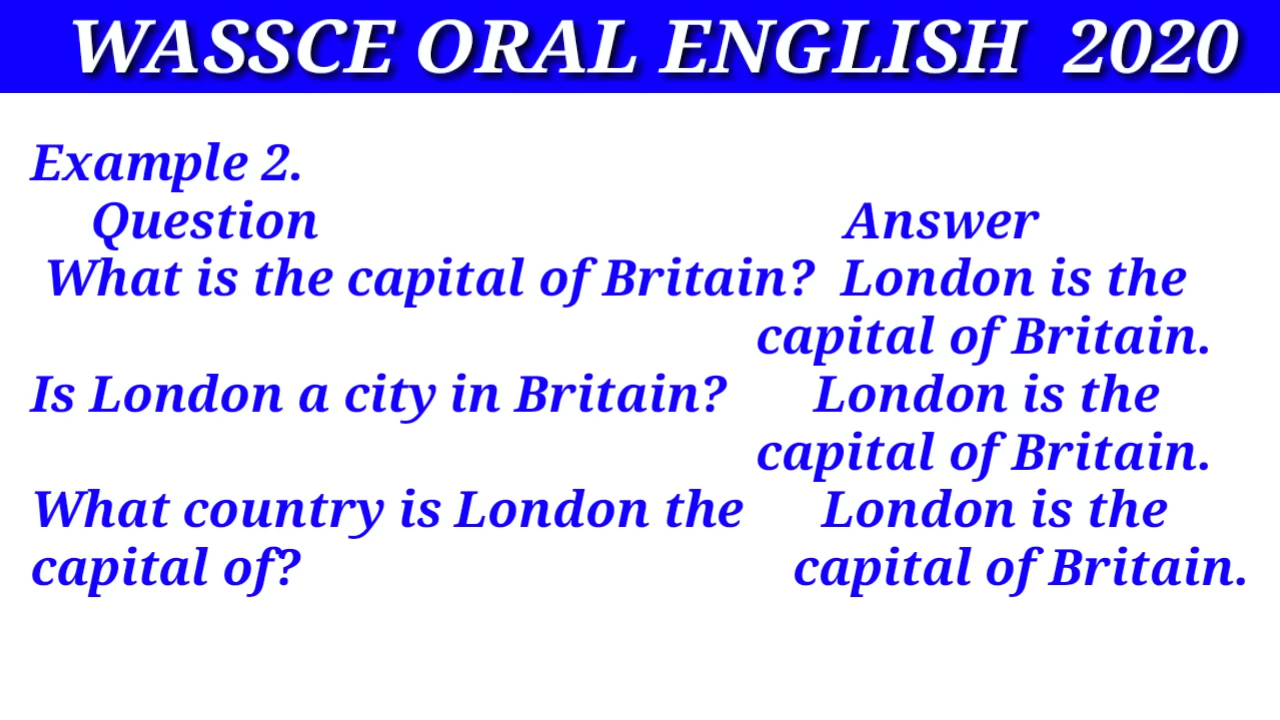 WASSCE ORAL ENGLISH 2020
Example 2.
Question Answer
What is the capital of Britain? London is the
capital of Britain.
Is London a city in Britain? London is the
capital of Britain.
What country is London the London is the
capital of? capital of Britain.